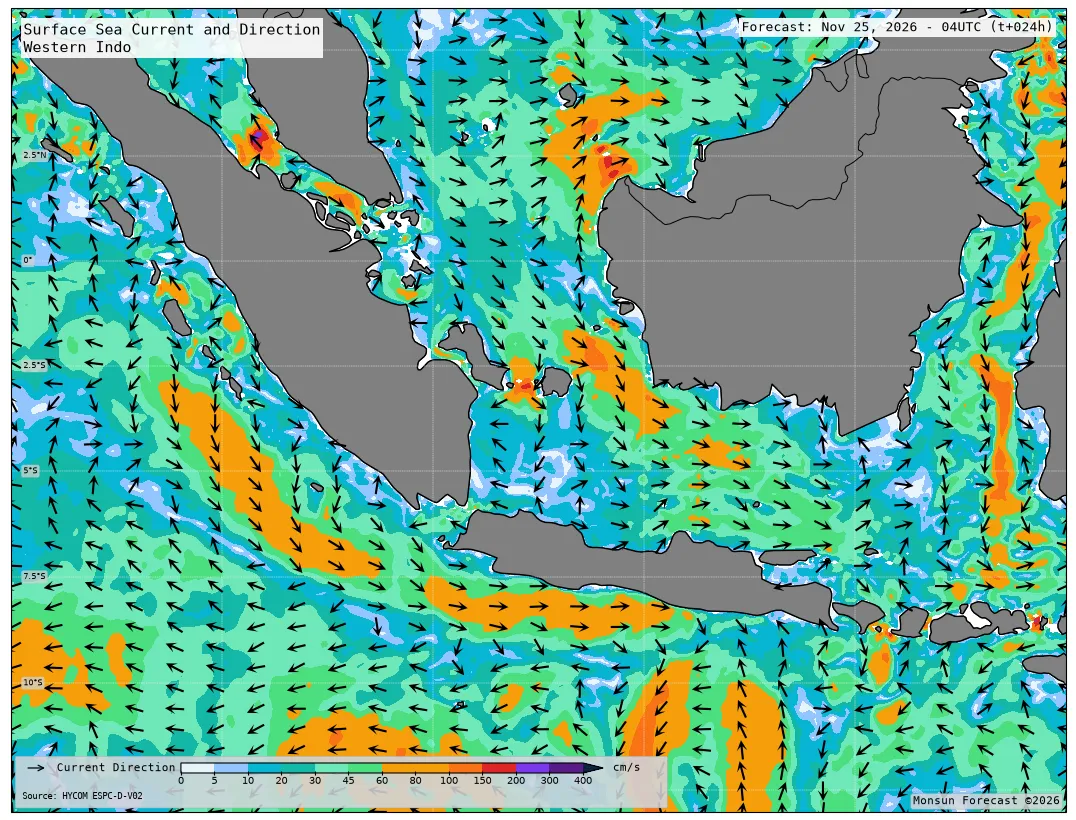 Surface Sea Current and Direction
Western Indo
Forecast: Nov 25, 2026 - 04UTC (t+024h)
2.5°N
0°
2.5°S
5°S
7.5°S
10°S
Current Direction
0 5 10 20 30 45 60 80 100 150 200 300 400 cm/s
Source: HYCOM ESPC-D-V02
Monsun Forecast ©2026